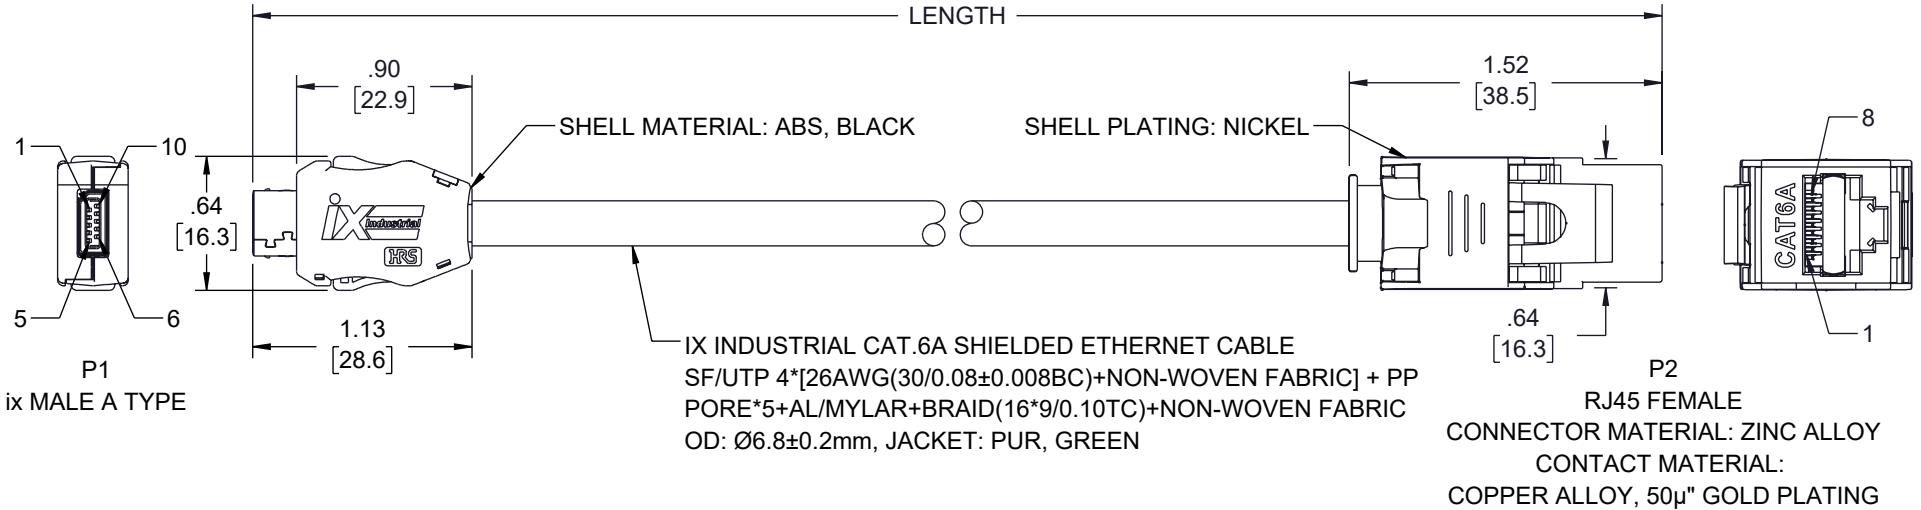 LENGTH
.90
[22.9]
1.52
[38.5]
SHELL MATERIAL: ABS, BLACK
SHELL PLATING: NICKEL
1
10
8
.64
[16.3]
iX Industrial
HRS
CAT6A
5
6
1
1.13
[28.6]
.64
[16.3]
P1
ix MALE A TYPE
IX INDUSTRIAL CAT.6A SHIELDED ETHERNET CABLE
SF/UTP 4*[26AWG(30/0.08±0.008BC)+NON-WOVEN FABRIC] + PP
PORE*5+AL/MYLAR+BRAID(16*9/0.10TC)+NON-WOVEN FABRIC
OD: Ø6.8±0.2mm, JACKET: PUR, GREEN
P2
RJ45 FEMALE
CONNECTOR MATERIAL: ZINC ALLOY
CONTACT MATERIAL:
COPPER ALLOY, 50µ" GOLD PLATING